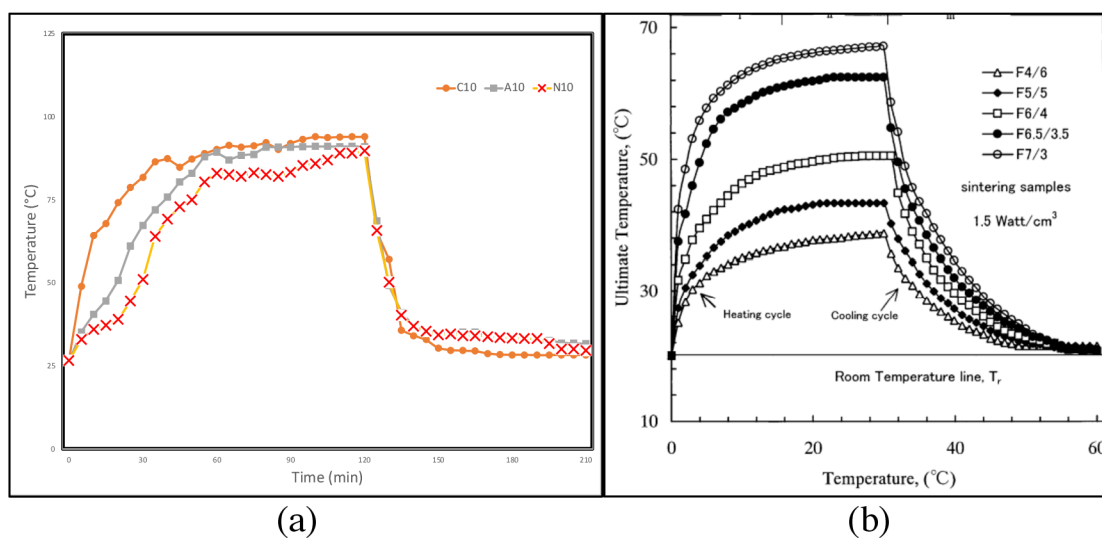 125
100
75
50
25
0
Temperature (°C)
C10 A10 N10
0 30 60 90 120 150 180 210
Time (min)
(a)
70
50
30
10
Ultimate Temperature, (℃)
F4/6
F5/5
F6/4
F6.5/3.5
F7/3
sintering samples
1.5 Watt/cm³
Heating cycle
Cooling cycle
Room Temperature line, Tᵣ
0 20 40 60
Temperature, (℃)
(b)